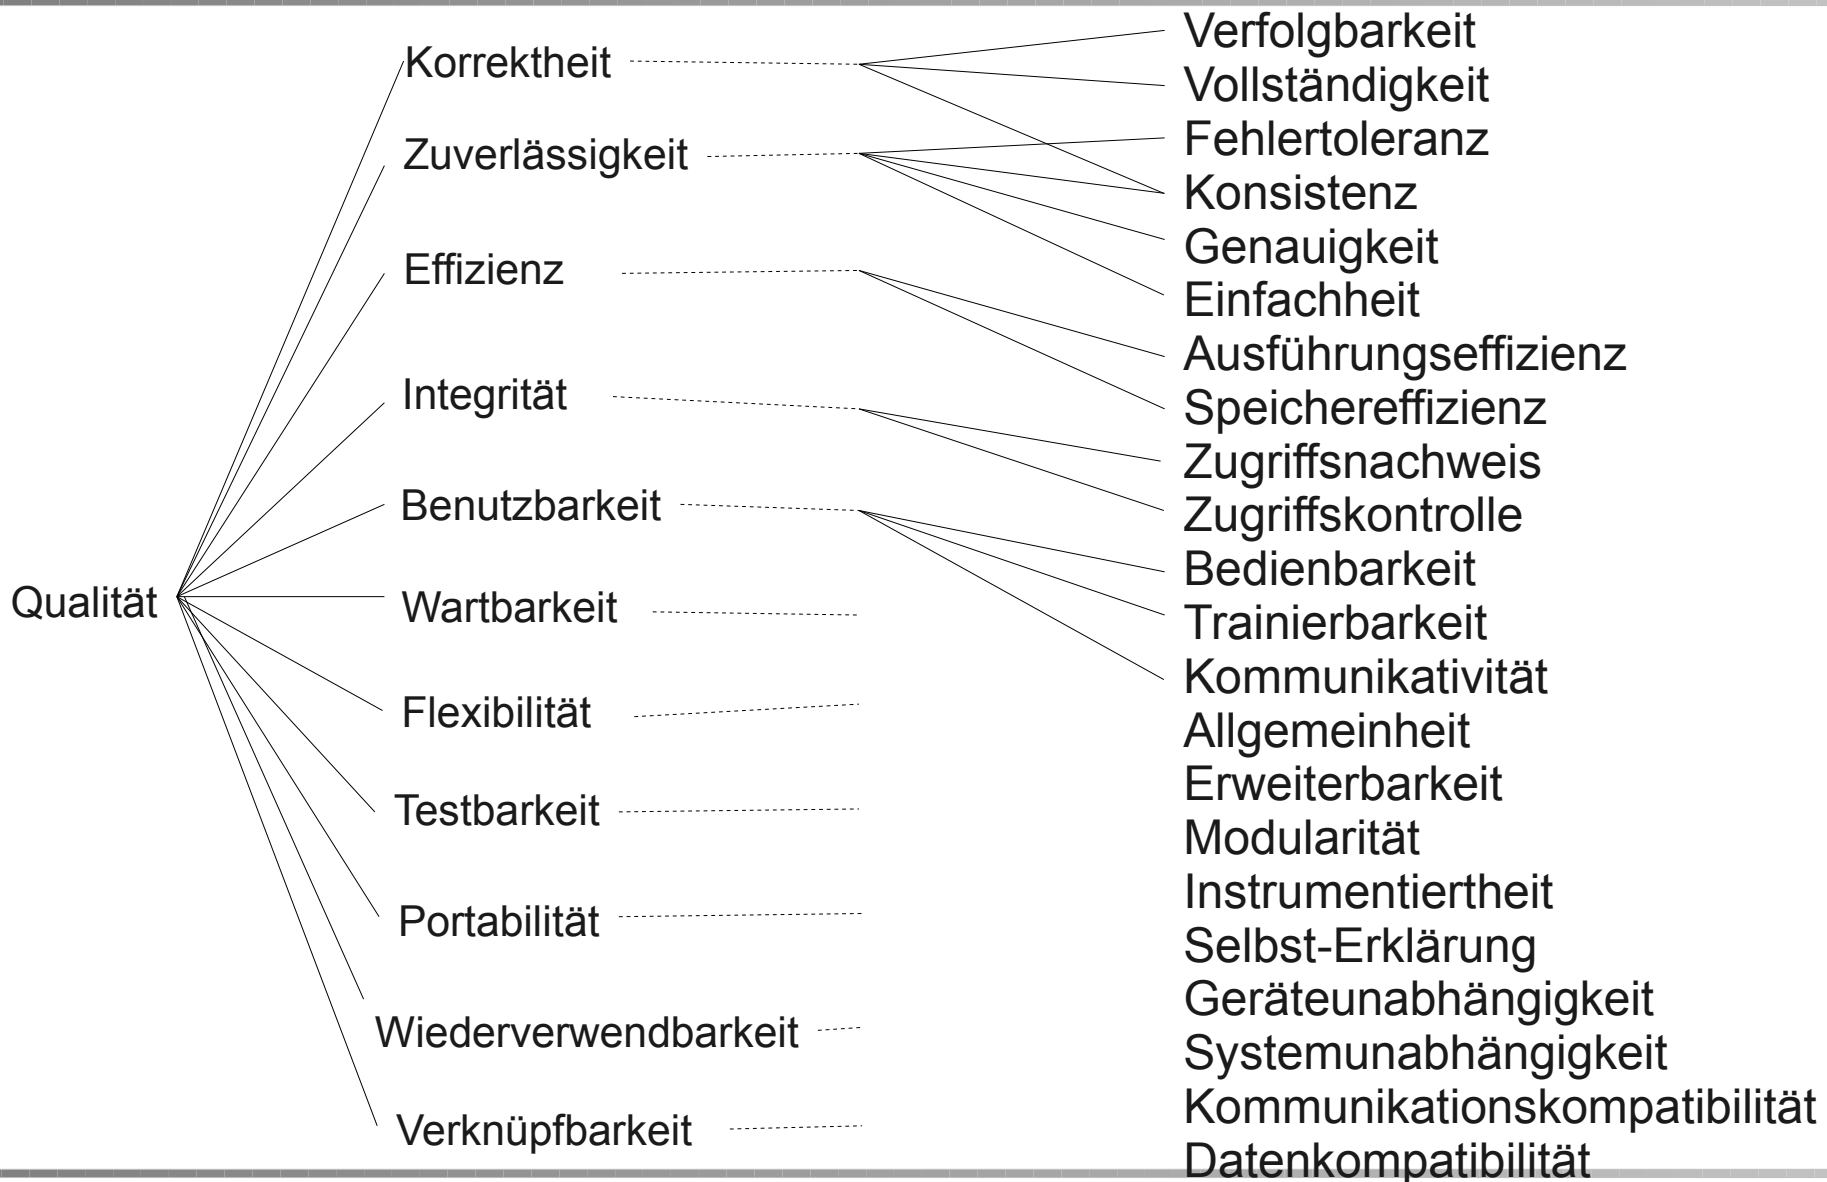 Qualität
Korrektheit
Zuverlässigkeit
Effizienz
Integrität
Benutzbarkeit
Wartbarkeit
Flexibilität
Testbarkeit
Portabilität
Wiederverwendbarkeit
Verknüpfbarkeit
Verfolgbarkeit
Vollständigkeit
Fehlertoleranz
Konsistenz
Genauigkeit
Einfachheit
Ausführungseffizienz
Speichereffizienz
Zugriffsnachweis
Zugriffskontrolle
Bedienbarkeit
Trainierbarkeit
Kommunikativität
Allgemeinheit
Erweiterbarkeit
Modularität
Instrumentiertheit
Selbst-Erklärung
Geräteunabhängigkeit
Systemunabhängigkeit
Kommunikationskompatibilität
Datenkompatibilität